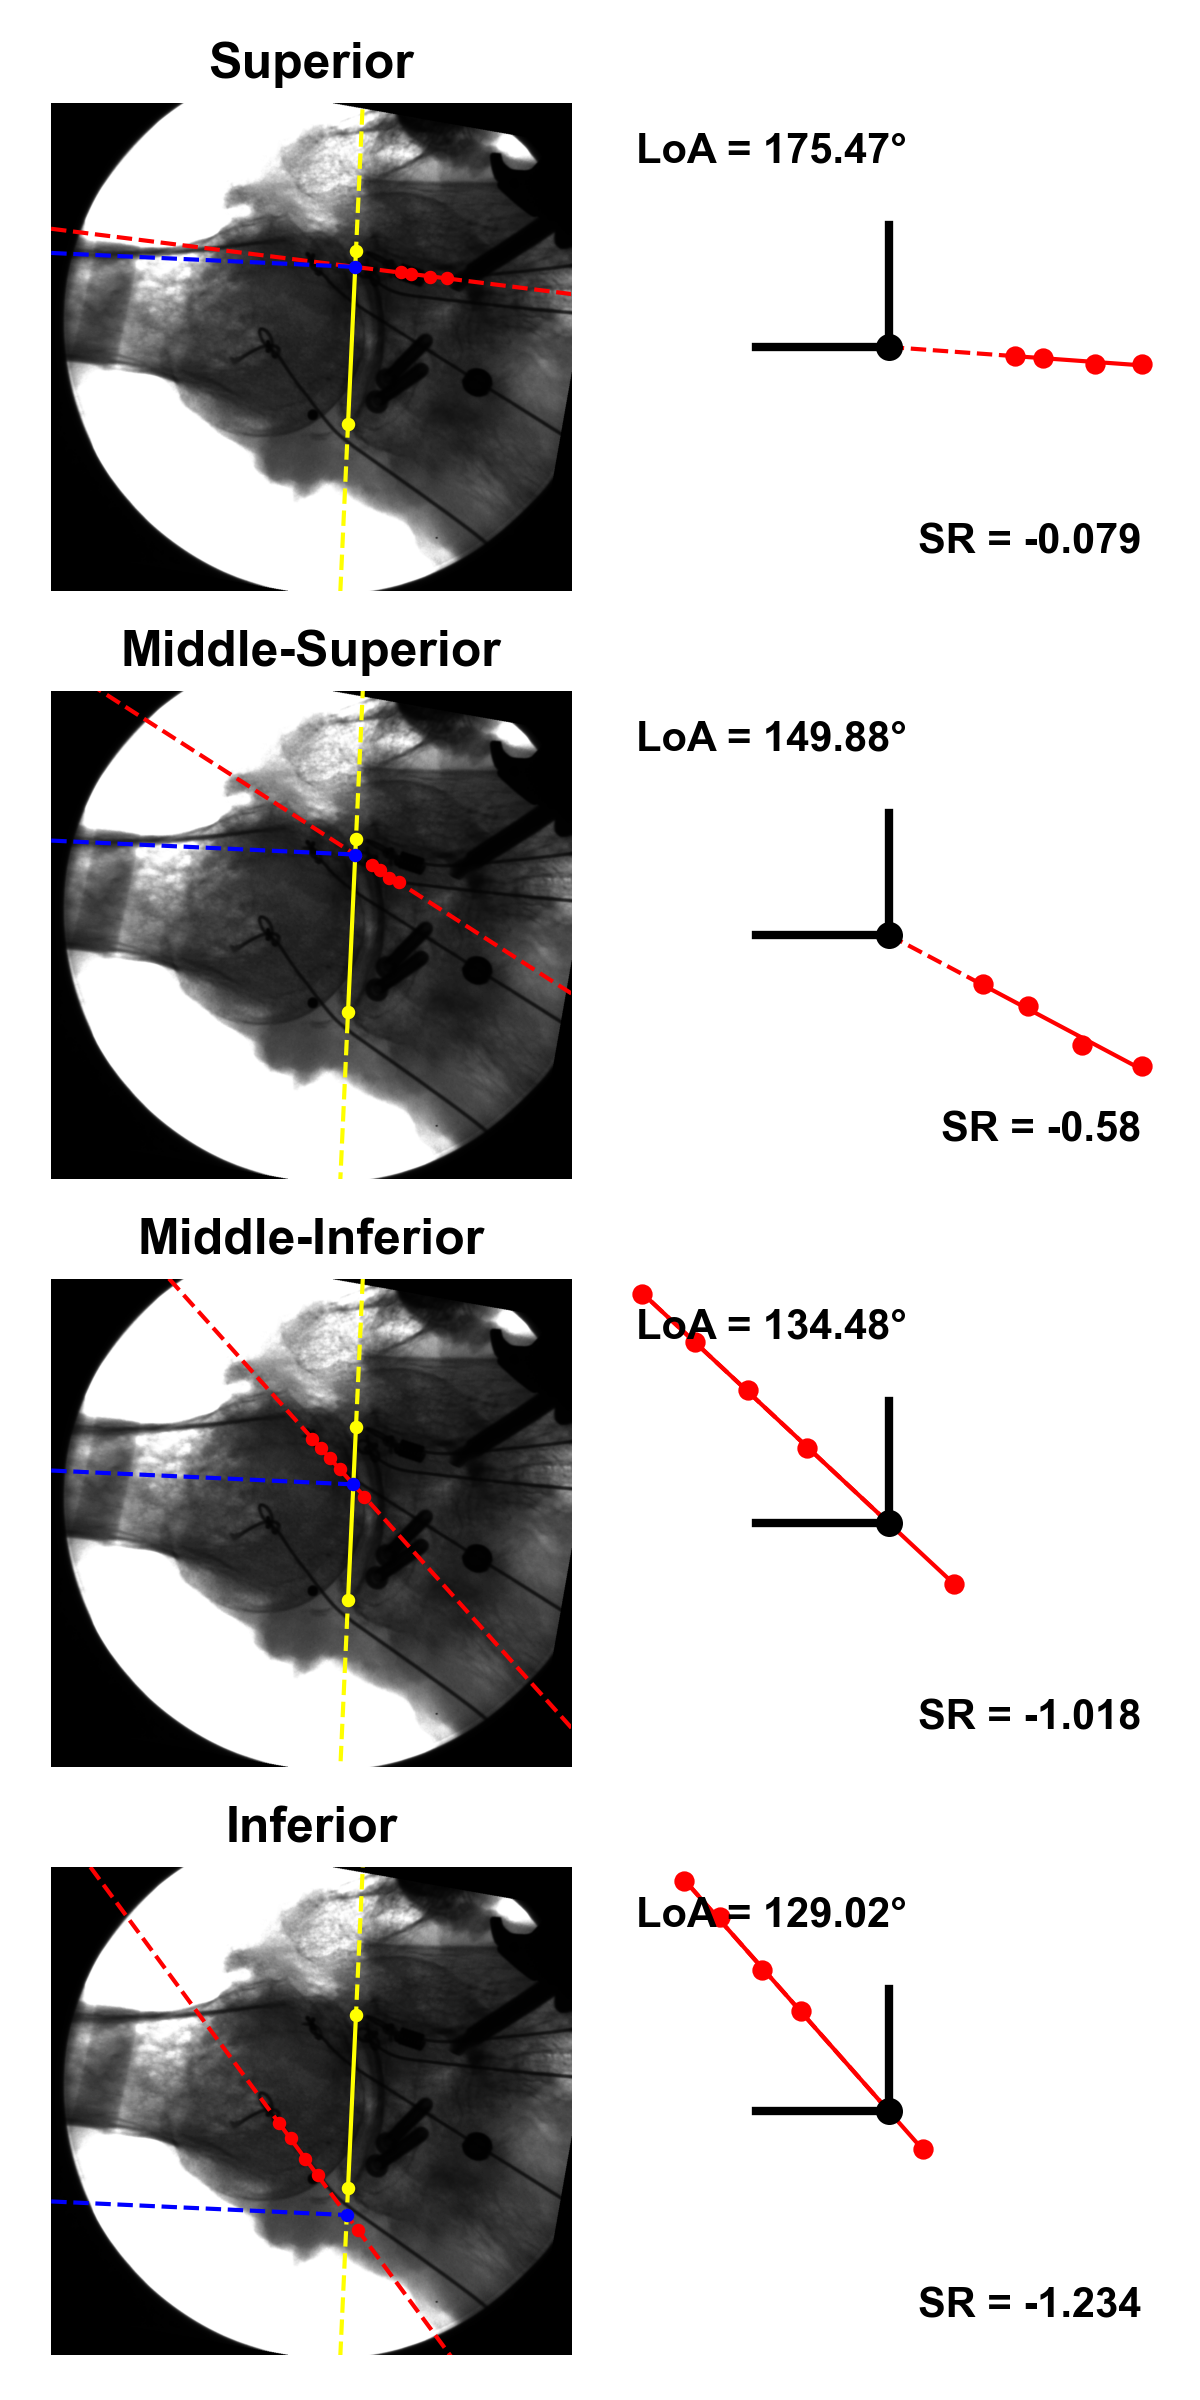 Superior
LoA = 175.47°
SR = -0.079
Middle-Superior
LoA = 149.88°
SR = -0.58
Middle-Inferior
LoA = 134.48°
SR = -1.018
Inferior
LoA = 129.02°
SR = -1.234